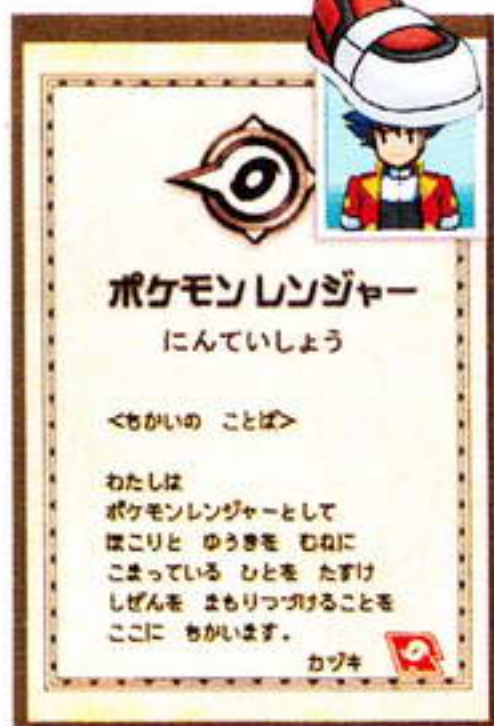 ポケモンレンジャー
にんていしょう
<ちかいの ことば>
わたしは
ポケモンレンジャーとして
ほこりと ゆうきを むねに
こまっている ひとを たすけ
しぜんを まもりつづけることを
ここに ちかいます.
カヅキ